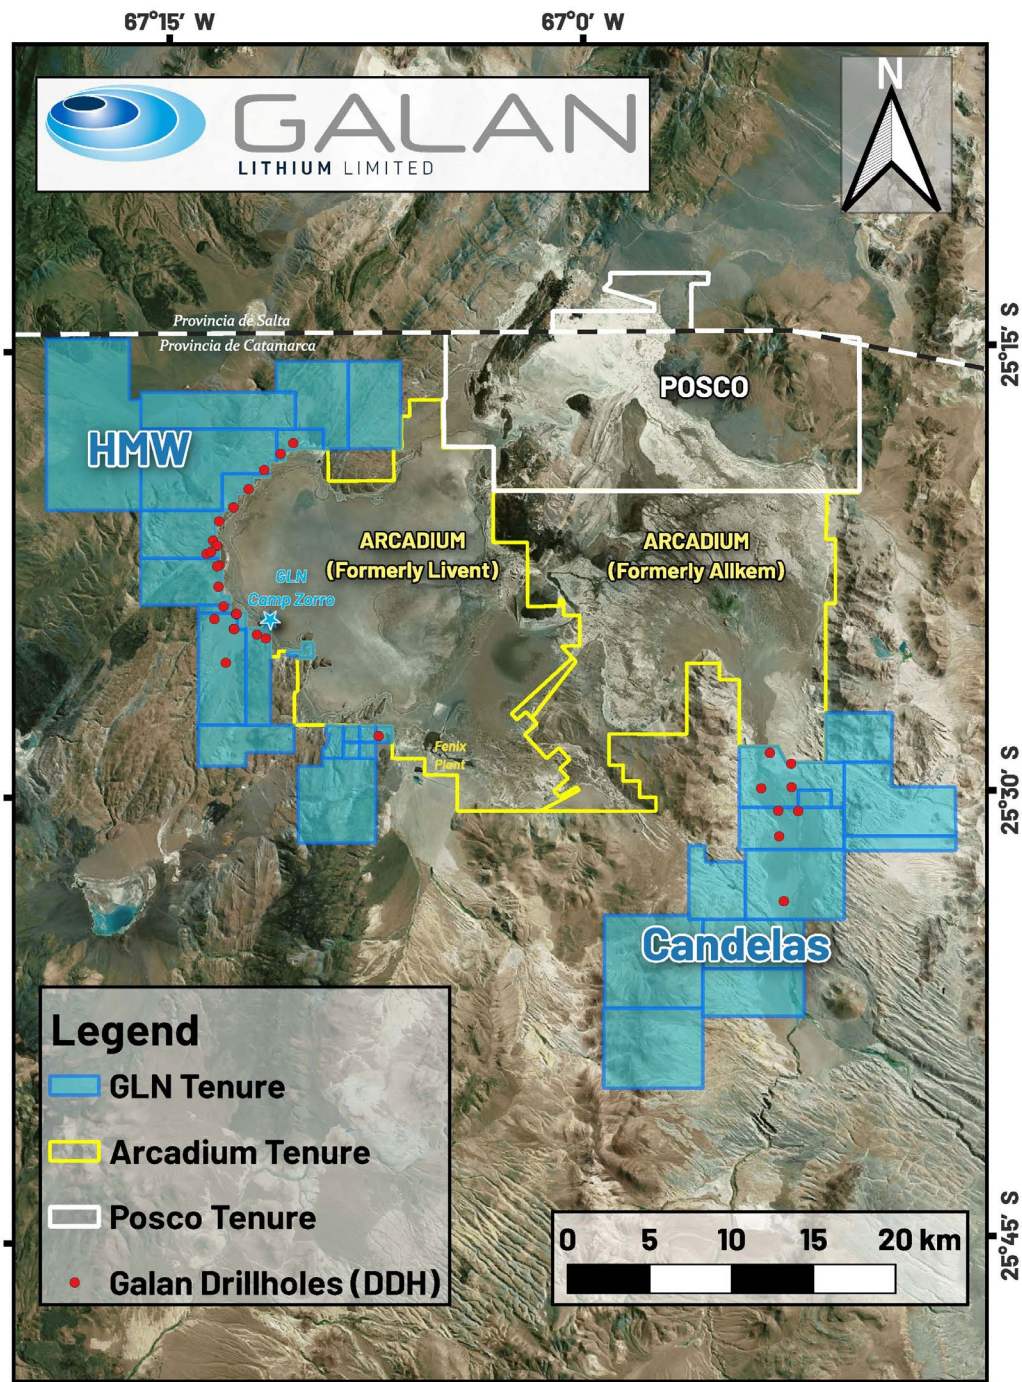 67°15' W
67°0' W
GALAN
LITHIUM LIMITED
N
Provincia de Salta
Provincia de Catamarca
25°15' S
POSCO
HMW
ARCADIUM
(Formerly Livent)
ARCADIUM
(Formerly Allkem)
GLN
Camp Zorro
Fenix
Plant
25°30' S
Candelas
Legend
GLN Tenure
Arcadium Tenure
Posco Tenure
Galan Drillholes (DDH)
0 5 10 15 20 km
25°45' S